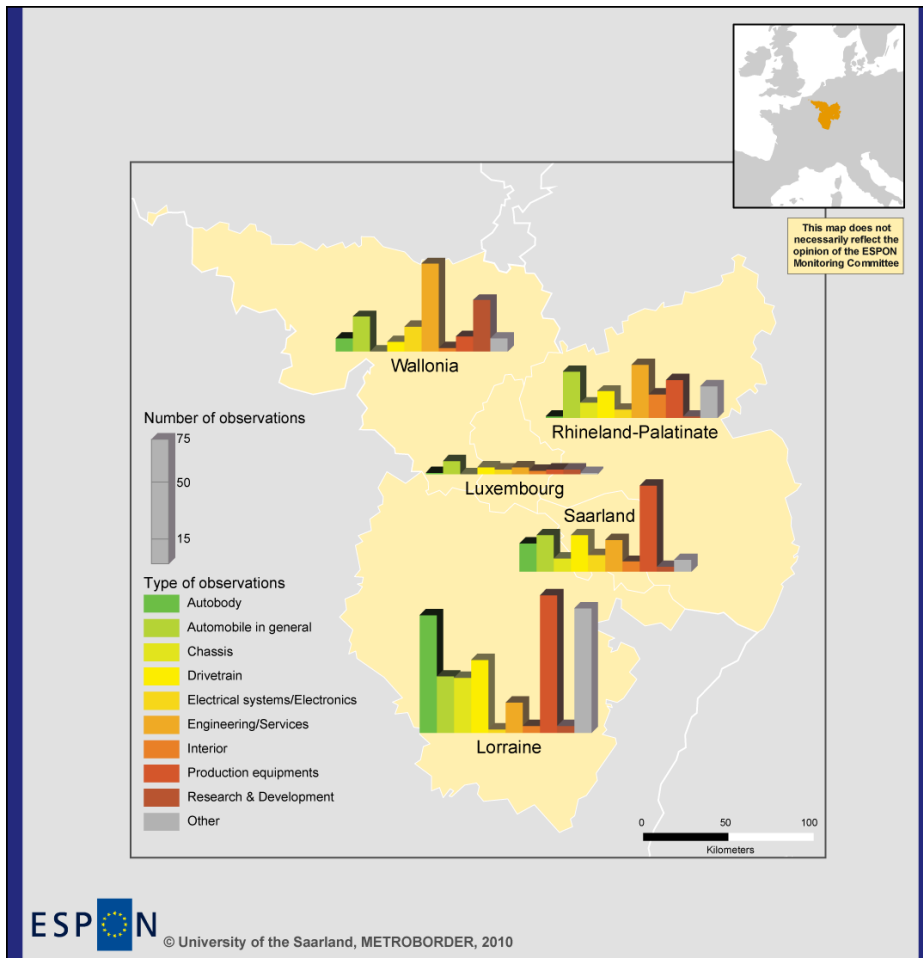 This map does not
necessarily reflect the
opinion of the ESPON
Monitoring Committee
Wallonia
Rhineland-Palatinate
Luxembourg
Saarland
Lorraine
Number of observations
75
50
15
Type of observations
Autobody
Automobile in general
Chassis
Drivetrain
Electrical systems/Electronics
Engineering/Services
Interior
Production equipments
Research & Development
Other
0 50 100
Kilometers
ESPON
© University of the Saarland, METROBORDER, 2010